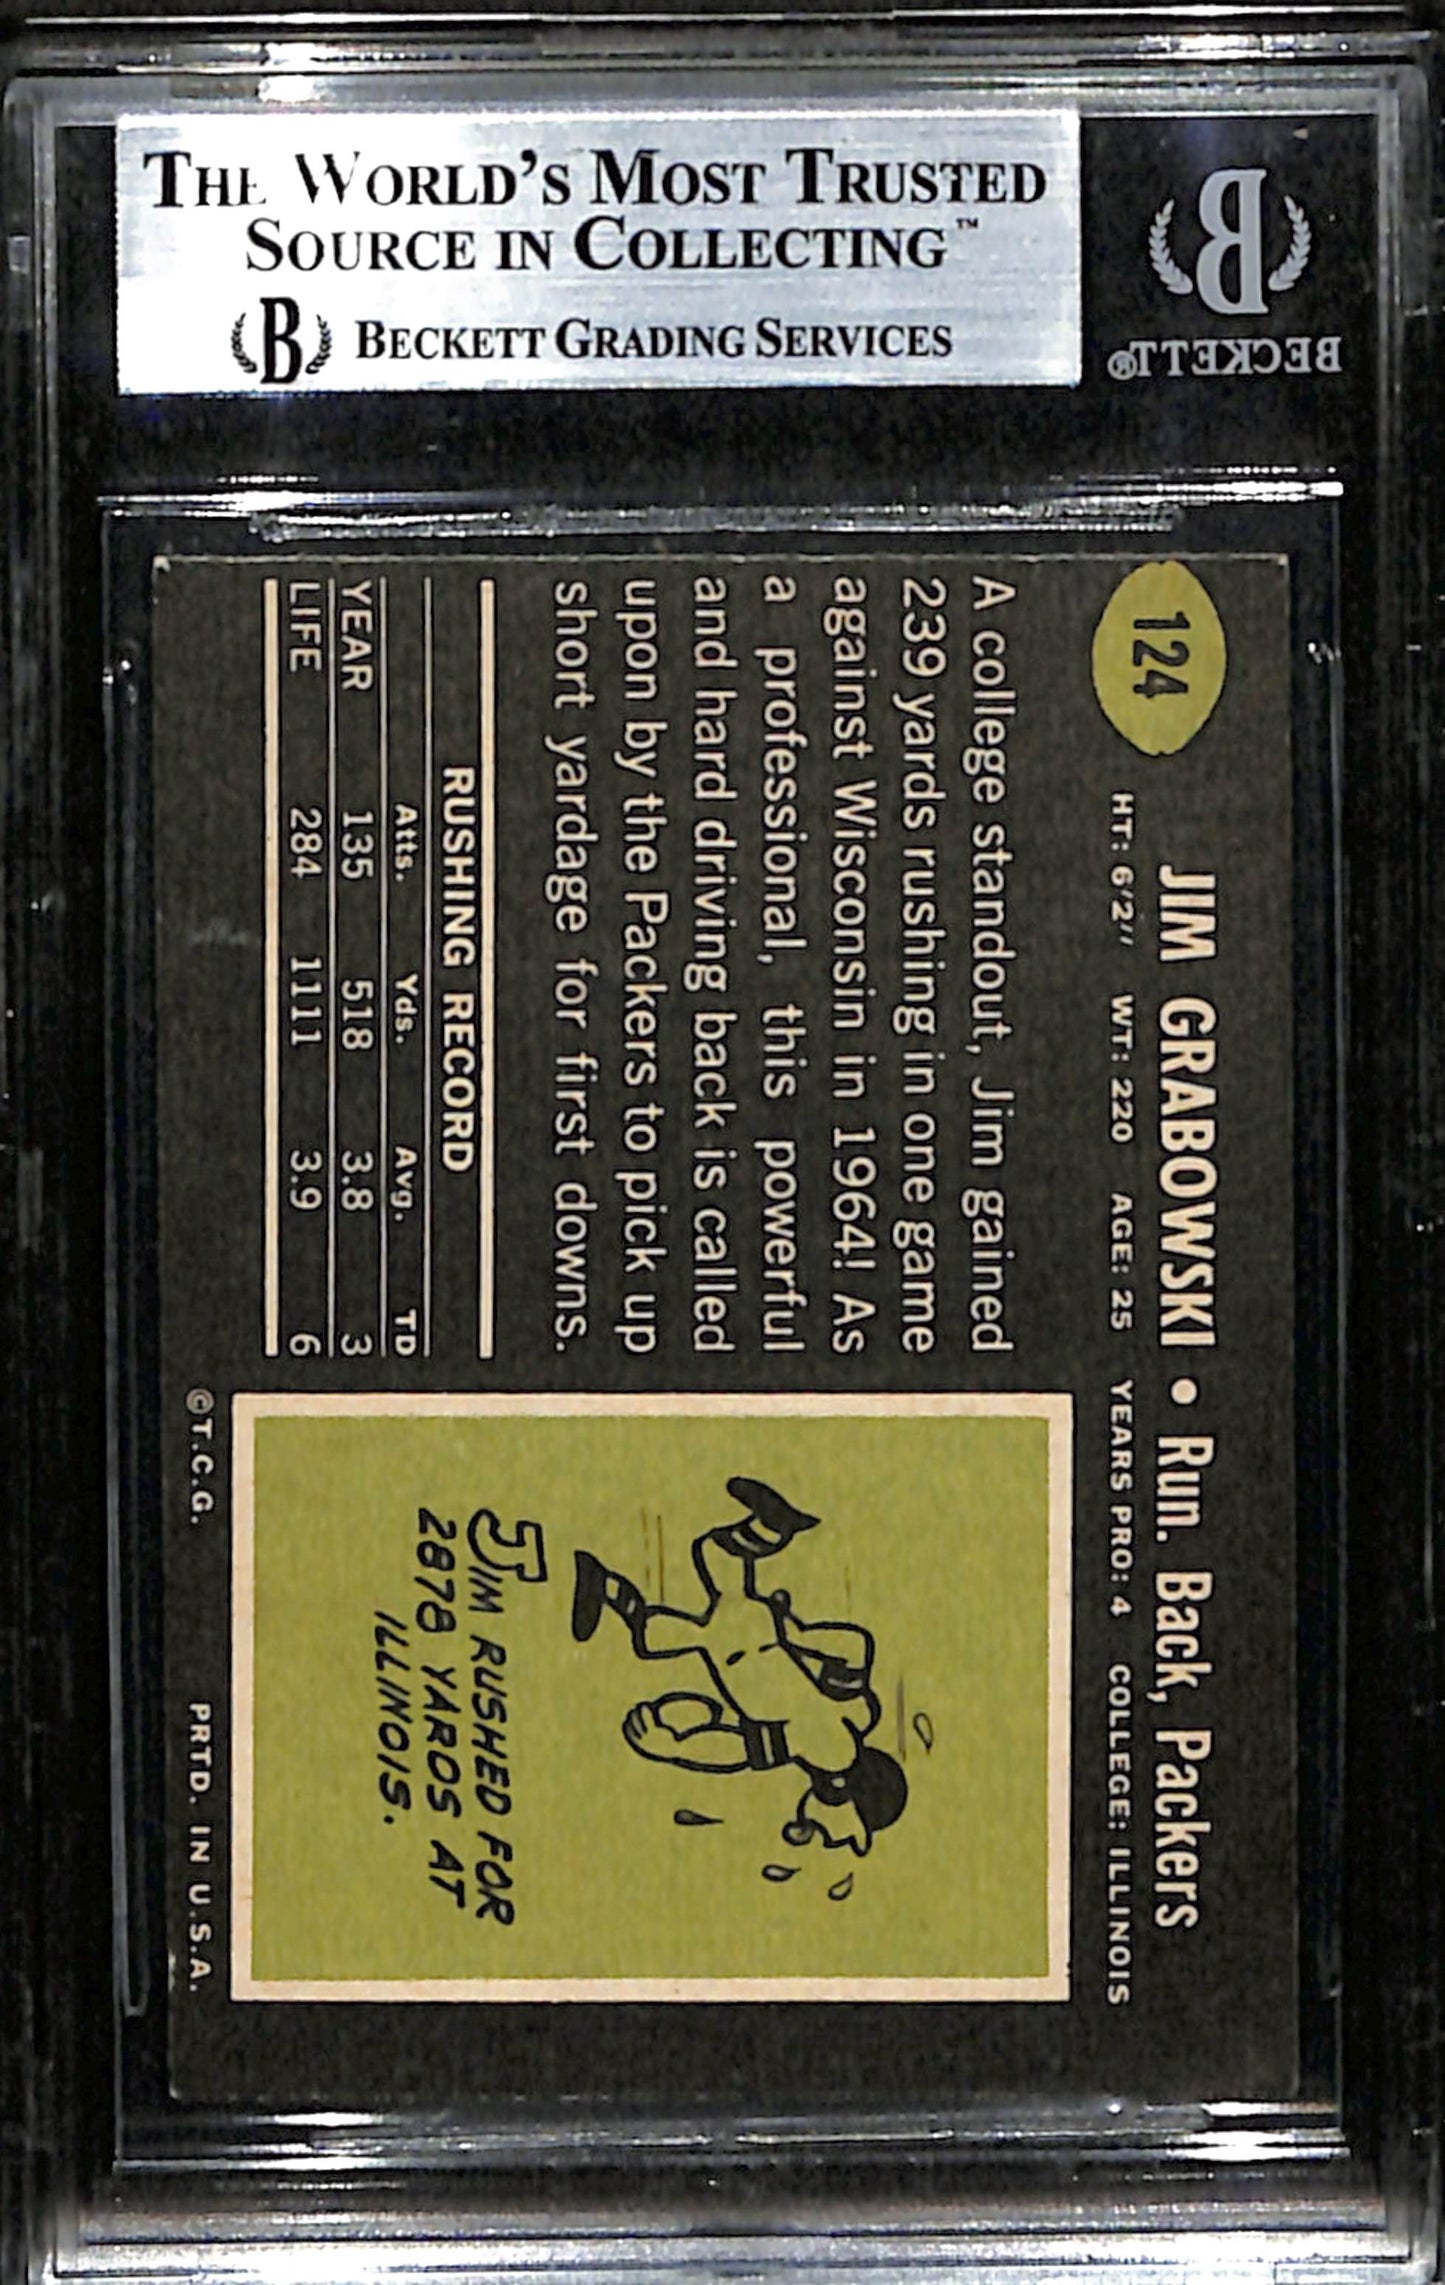 THE WORLD'S MOST TRUSTED
SOURCE IN COLLECTING™
B BECKETT GRADING SERVICES
B
BECKETT®
124
JIM GRABOWSKI • Run. Back, Packers
HT: 6'2" WT: 220 AGE: 25 YEARS PRO: 4 COLLEGE: ILLINOIS
A college standout, Jim gained
239 yards rushing in one game
against Wisconsin in 1964! As
a professional, this powerful
and hard driving back is called
upon by the Packers to pick up
short yardage for first downs.
RUSHING RECORD
Atts. Yds. Avg. TD
YEAR 135 518 3.8 3
LIFE 284 1111 3.9 6
JIM RUSHED FOR
2878 YARDS AT
ILLINOIS.
©T.C.G. PRTD. IN U.S.A.